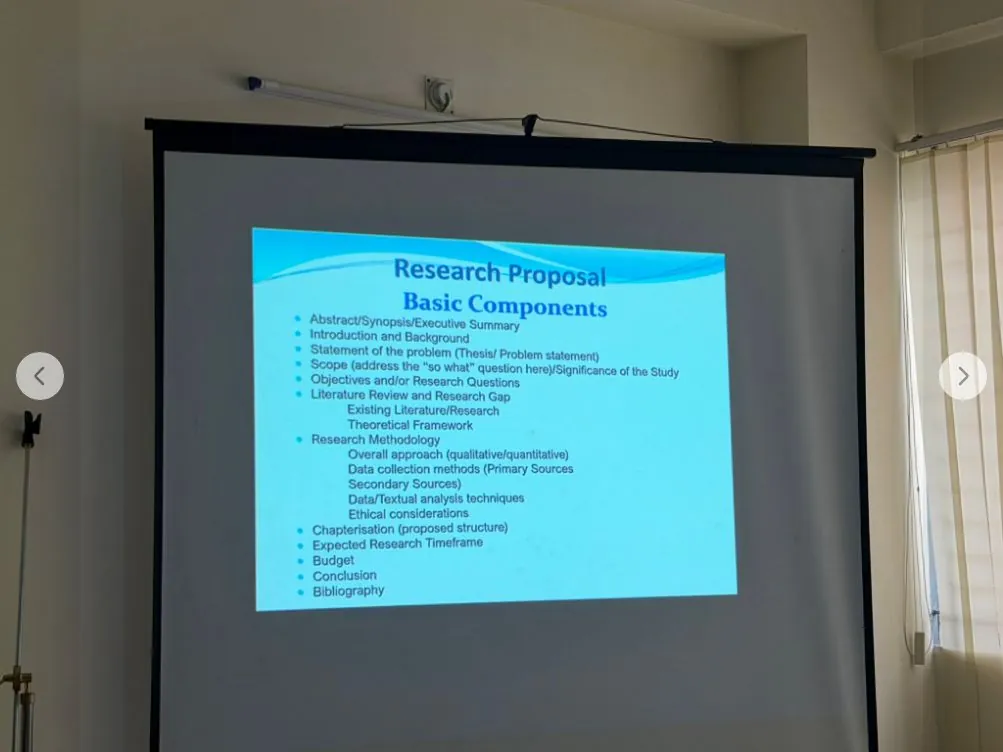 Research Proposal
Basic Components
Abstract/Synopsis/Executive Summary
Introduction and Background
Statement of the problem (Thesis/ Problem statement)
Scope (address the “so what” question here)/Significance of the Study
Objectives and/or Research Questions
Literature Review and Research Gap
Existing Literature/Research
Theoretical Framework
Research Methodology
Overall approach (qualitative/quantitative)
Data collection methods (Primary Sources
Secondary Sources)
Data/Textual analysis techniques
Ethical considerations
Chapterisation (proposed structure)
Expected Research Timeframe
Budget
Conclusion
Bibliography